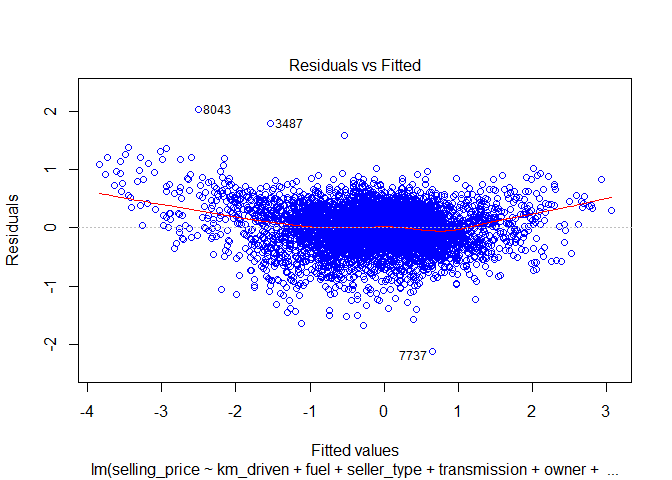 Residuals vs Fitted
Residuals
2
1
0
-1
-2
8043
3487
7737
-4 -3 -2 -1 0 1 2 3
Fitted values
lm(selling_price ~ km_driven + fuel + seller_type + transmission + owner + ...